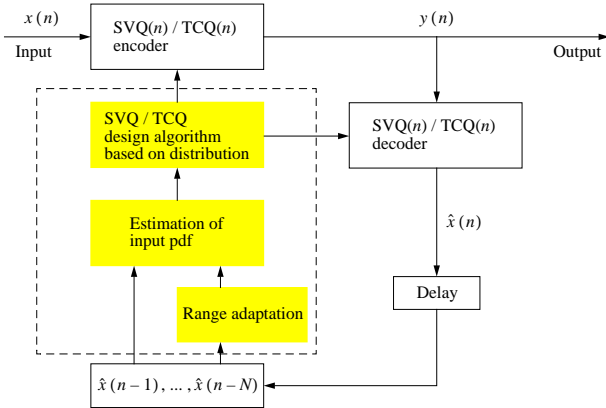 x (n)
Input
SVQ(n) / TCQ(n)
encoder
y (n)
Output
SVQ / TCQ
design algorithm
based on distribution
SVQ(n) / TCQ(n)
decoder
Estimation of
input pdf
x̂ (n)
Range adaptation
Delay
x̂ (n − 1) , ... , x̂ (n − N)